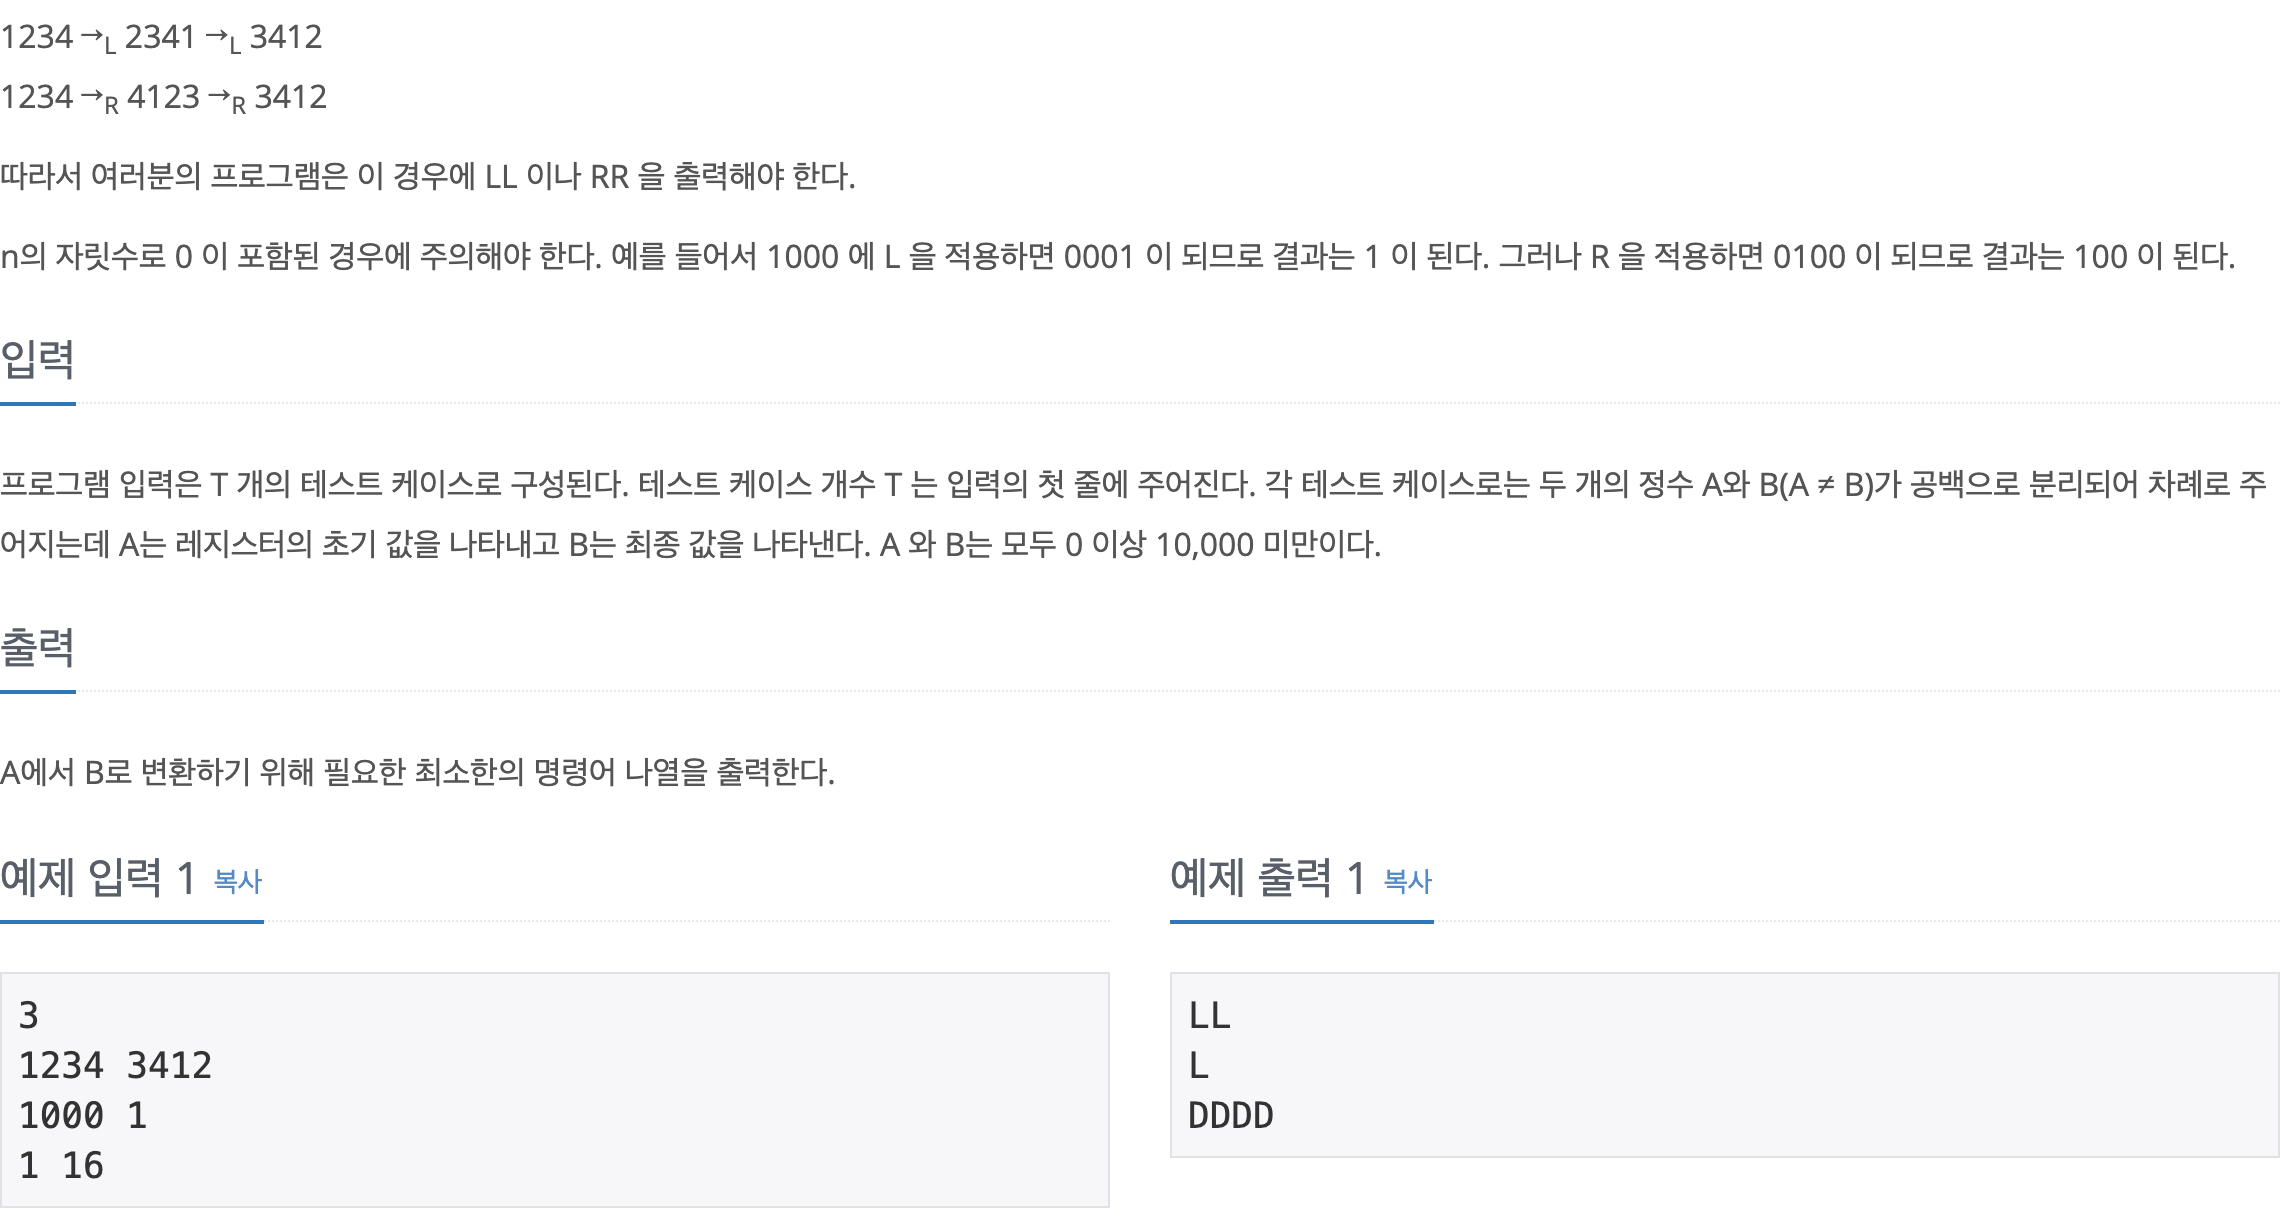 1234 →L 2341 →L 3412
1234 →R 4123 →R 3412
따라서 여러분의 프로그램은 이 경우에 LL 이나 RR 을 출력해야 한다.
n의 자릿수로 0 이 포함된 경우에 주의해야 한다. 예를 들어서 1000 에 L 을 적용하면 0001 이 되므로 결과는 1 이 된다. 그러나 R 을 적용하면 0100 이 되므로 결과는 100 이 된다.
입력
프로그램 입력은 T 개의 테스트 케이스로 구성된다. 테스트 케이스 개수 T 는 입력의 첫 줄에 주어진다. 각 테스트 케이스로는 두 개의 정수 A와 B(A ≠ B)가 공백으로 분리되어 차례로 주
어지는데 A는 레지스터의 초기 값을 나타내고 B는 최종 값을 나타낸다. A 와 B는 모두 0 이상 10,000 미만이다.
출력
A에서 B로 변환하기 위해 필요한 최소한의 명령어 나열을 출력한다.
예제 입력 1 복사
3
1234 3412
1000 1
1 16
예제 출력 1 복사
LL
L
DDDD